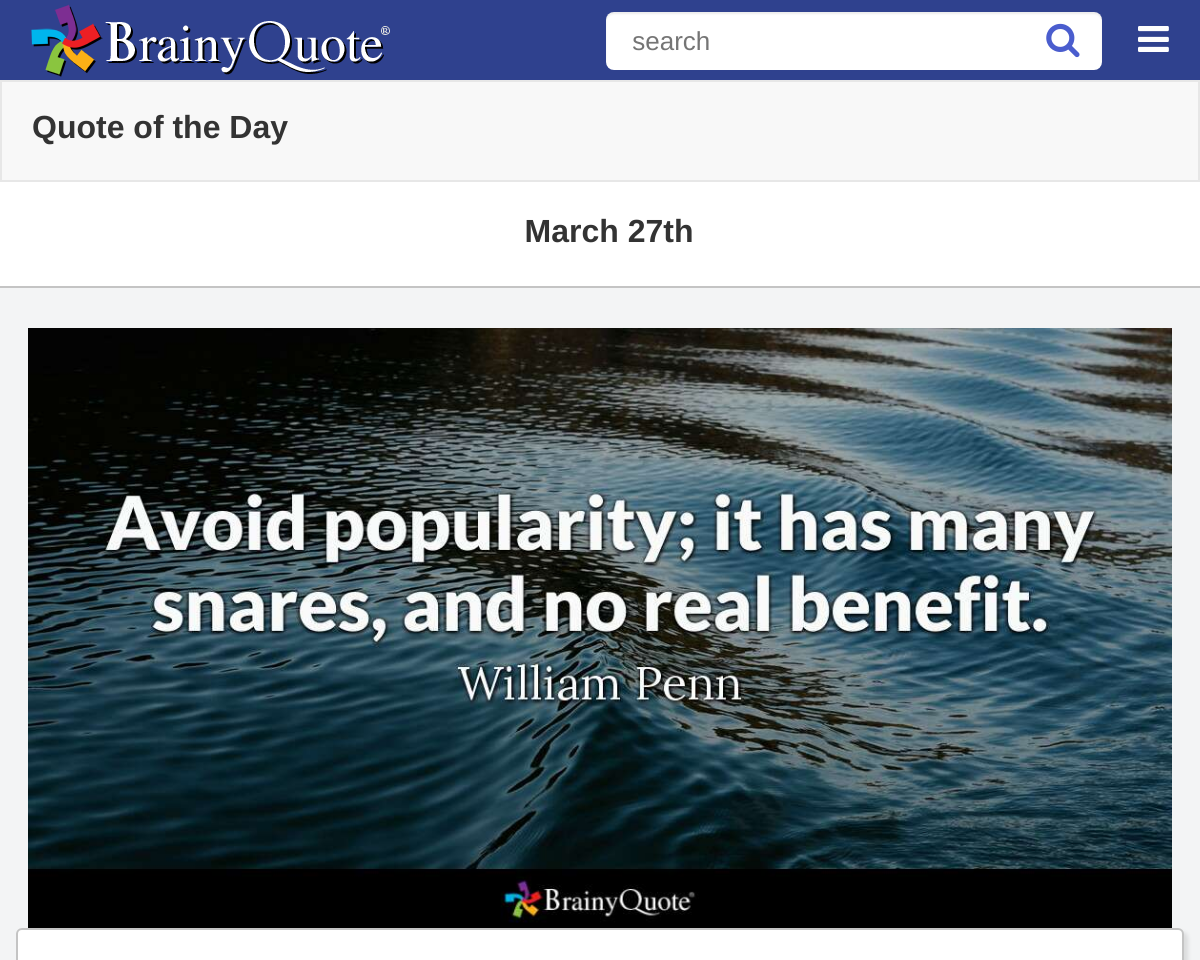 BrainyQuote®
search
Quote of the Day
March 27th
Avoid popularity; it has many
snares, and no real benefit.
William Penn
BrainyQuote®